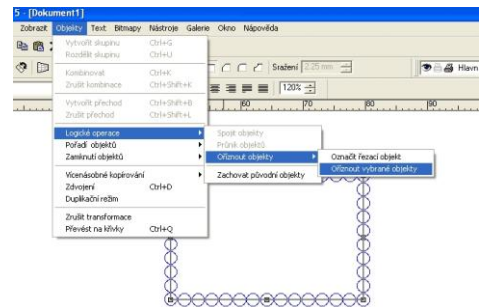 5 - [Dokument1]
Zobrazit Objekty Text Bitmapy Nástroje Galerie Okno Nápověda
Vytvořit skupinu Ctrl+G
Rozdělit skupinu Ctrl+U
Kombinovat Ctrl+K
Zrušit kombinace Ctrl+Shift+K
Vytvořit přechod Ctrl+Shift+B
Zrušit přechod Ctrl+Shift+L
Logické operace
Pořadí objektů
Zamknutí objektů
Vícenásobné kopírování
Zdvojení Ctrl+D
Duplikační režim
Zrušit transformace
Převést na křivky Ctrl+Q
Sražení 2.25 mm
Hlavn
120%
60 70 80 90
Spojit objekty
Průnik objektů
Oříznout objekty
Zachovat původní objekty
Označit řezací objekt
Oříznout vybrané objekty